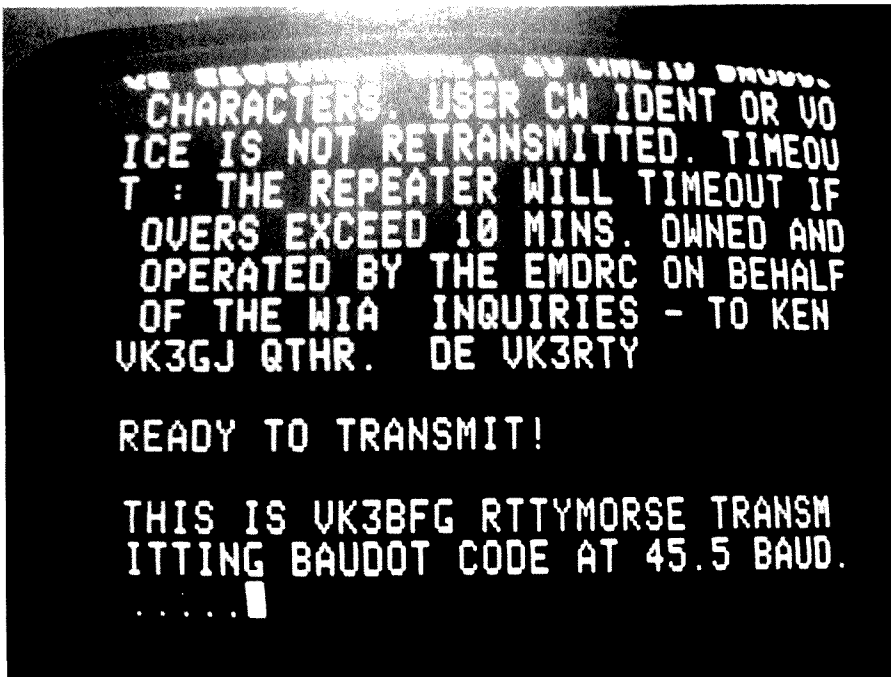 CHARACTERS. USER CW IDENT OR VO
ICE IS NOT RETRANSMITTED. TIMEOU
T : THE REPEATER WILL TIMEOUT IF
OVERS EXCEED 10 MINS. OWNED AND
OPERATED BY THE EMDRC ON BEHALF
OF THE WIA INQUIRIES - TO KEN
VK3GJ QTHR. DE VK3RTY
READY TO TRANSMIT!
THIS IS VK3BFG RTTYMORSE TRANSM
ITTING BAUDOT CODE AT 45.5 BAUD.
.....